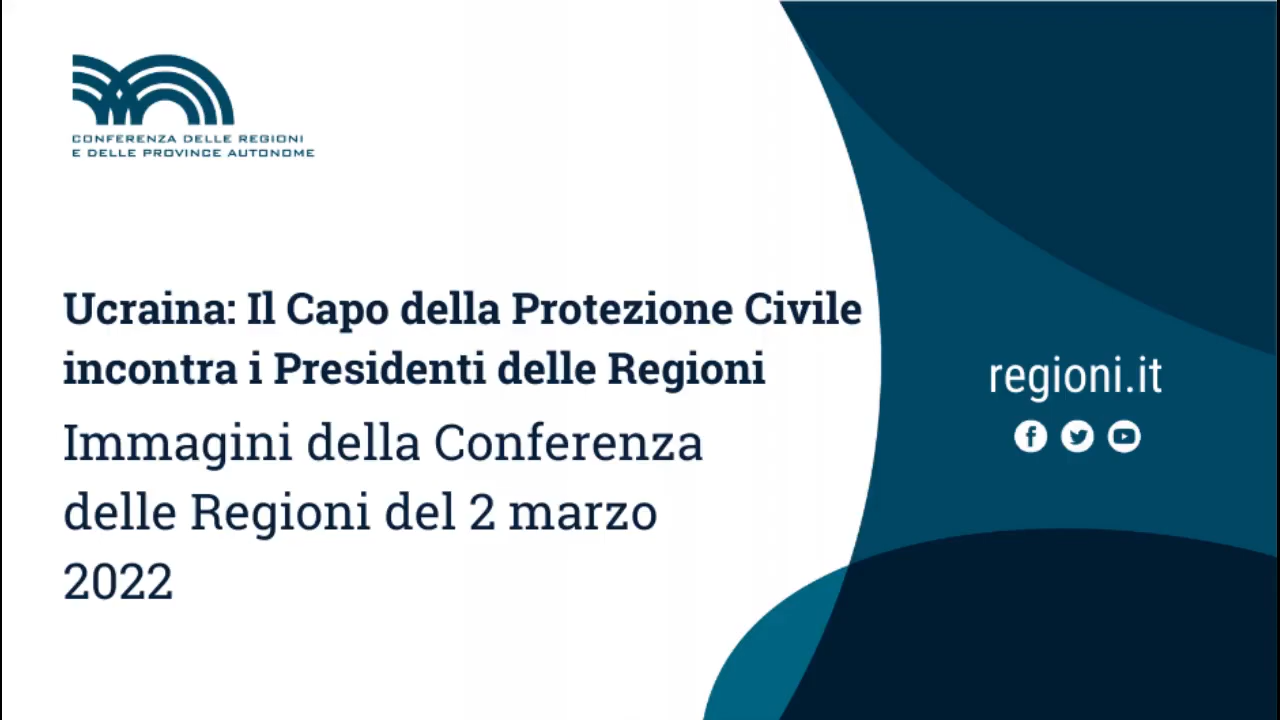 CONFERENZA DELLE REGIONI
E DELLE PROVINCE AUTONOME
Ucraina: Il Capo della Protezione Civile
incontra i Presidenti delle Regioni
Immagini della Conferenza
delle Regioni del 2 marzo
2022
regioni.it